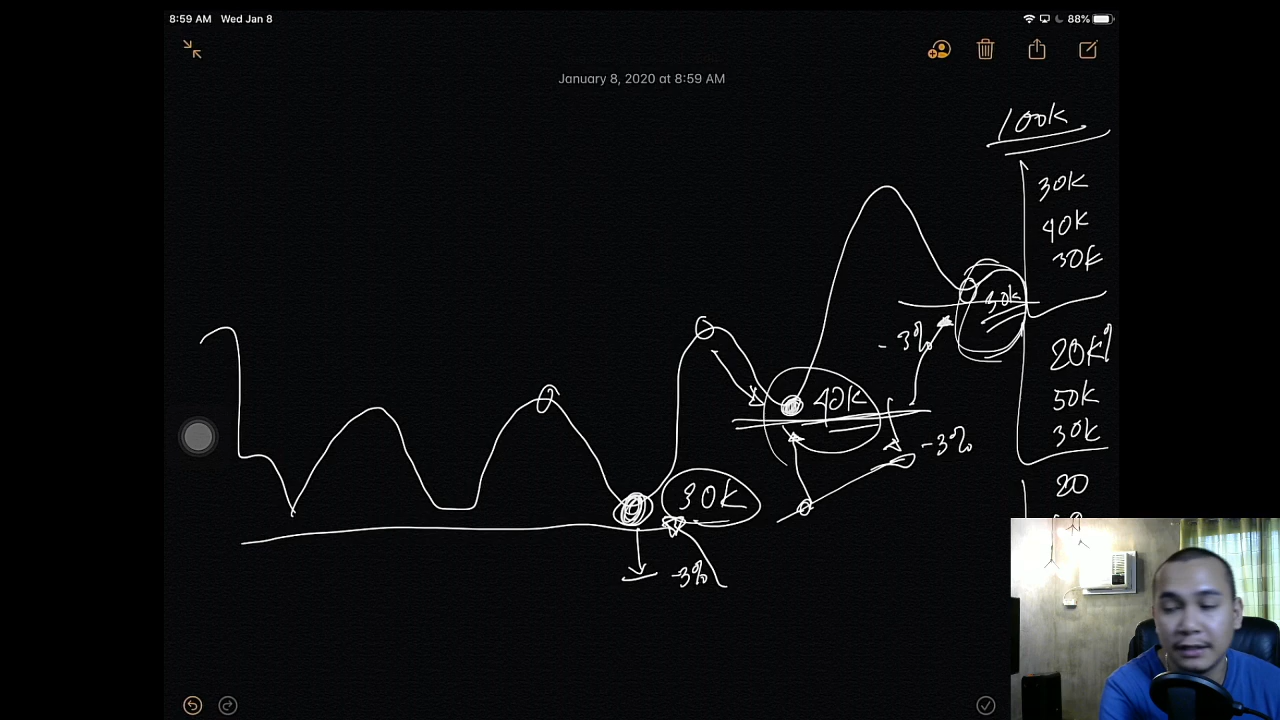 8:59 AM Wed Jan 8
88%
January 8, 2020 at 8:59 AM
100k
30k
40k
30k
30k
-3%
20k%
40k
50k
30k
-3%
30k
20
-3%